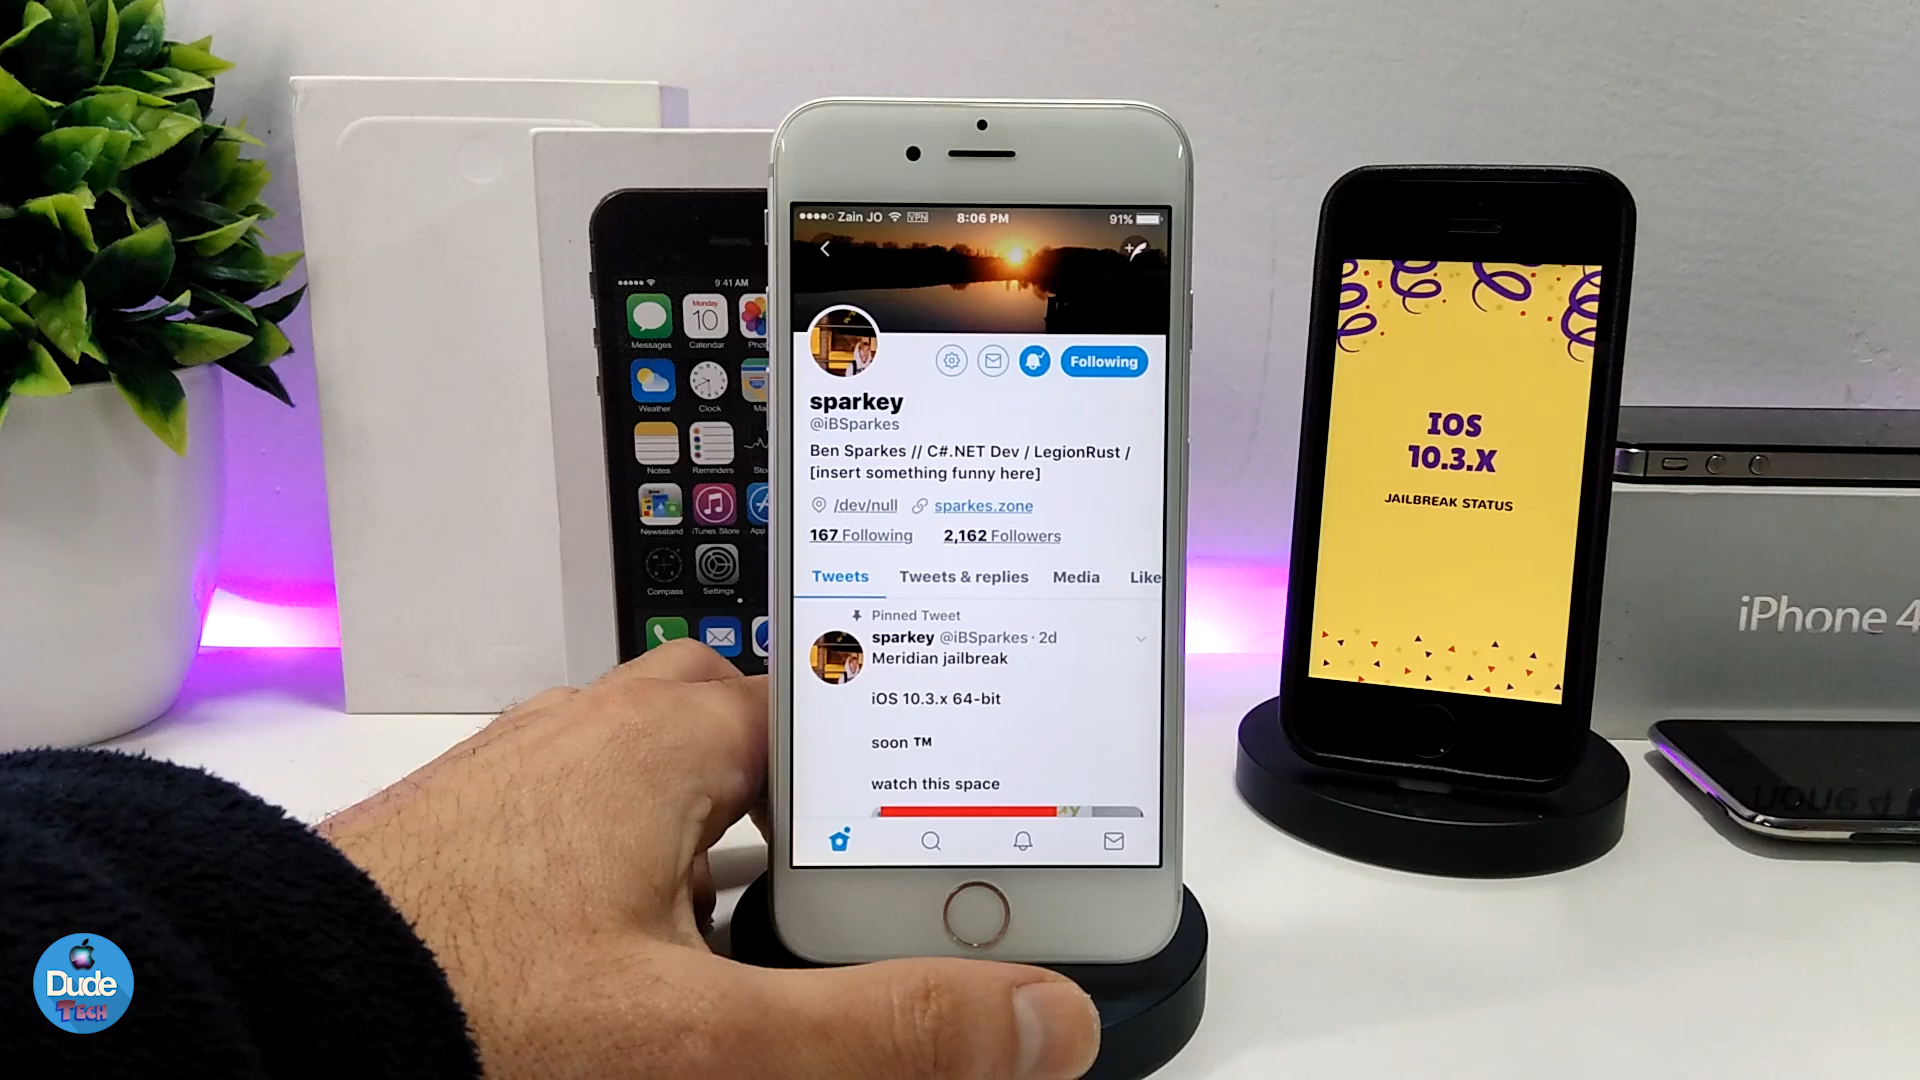 Zain JO VPN 8:06 PM 91%
Following
sparkey
@iBSparkes
Ben Sparkes // C#.NET Dev / LegionRust /
[insert something funny here]
/dev/null sparkes.zone
167 Following 2,162 Followers
Tweets Tweets & replies Media Like
Pinned Tweet
sparkey @iBSparkes · 2d
Meridian jailbreak
iOS 10.3.x 64-bit
soon ™
watch this space
9:41 AM
Monday
10
Messages Calendar
Weather Clock
Notes Reminders
Newsstand iTunes Store App
Compass Settings
IOS
10.3.X
JAILBREAK STATUS
iPhone 4
Dude
TECH